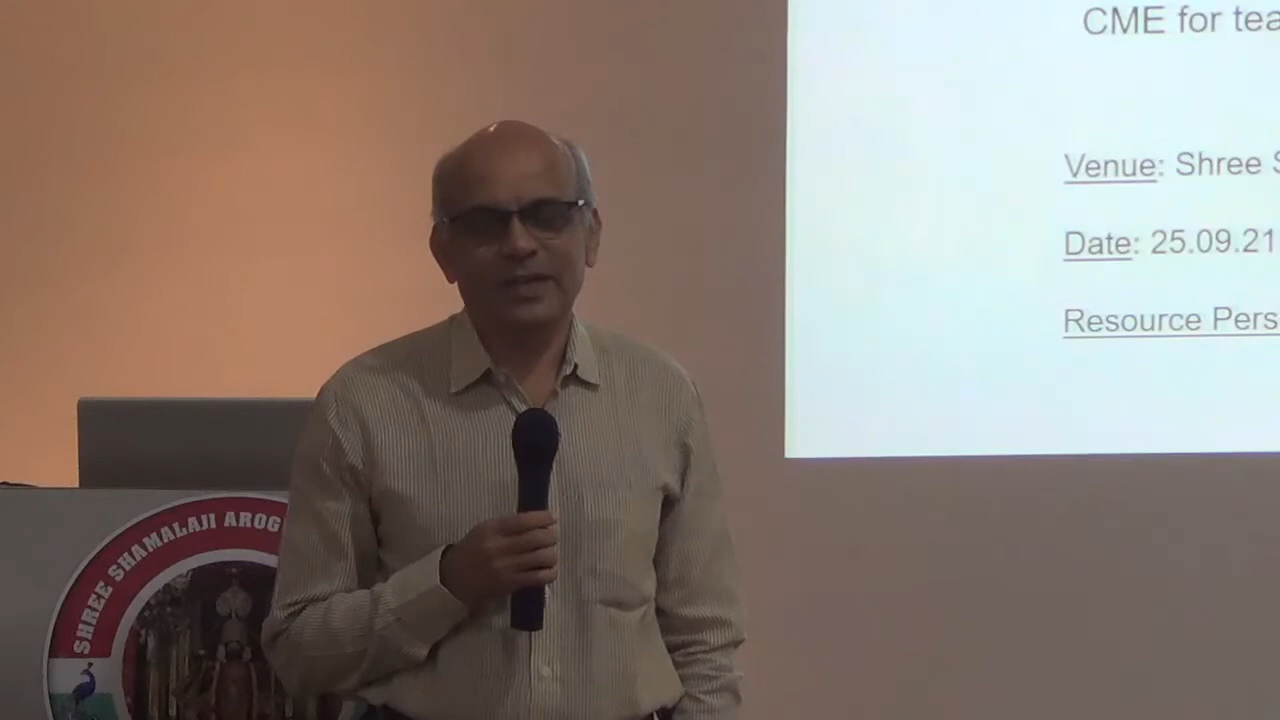 CME for tea
Venue: Shree S
Date: 25.09.21
Resource Pers
SHREE SHAMALAJI AROG